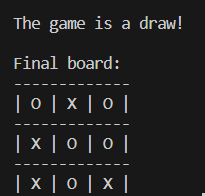 The game is a draw!
Final board:
-------------
| O | X | O |
-------------
| X | O | O |
-------------
| X | O | X |